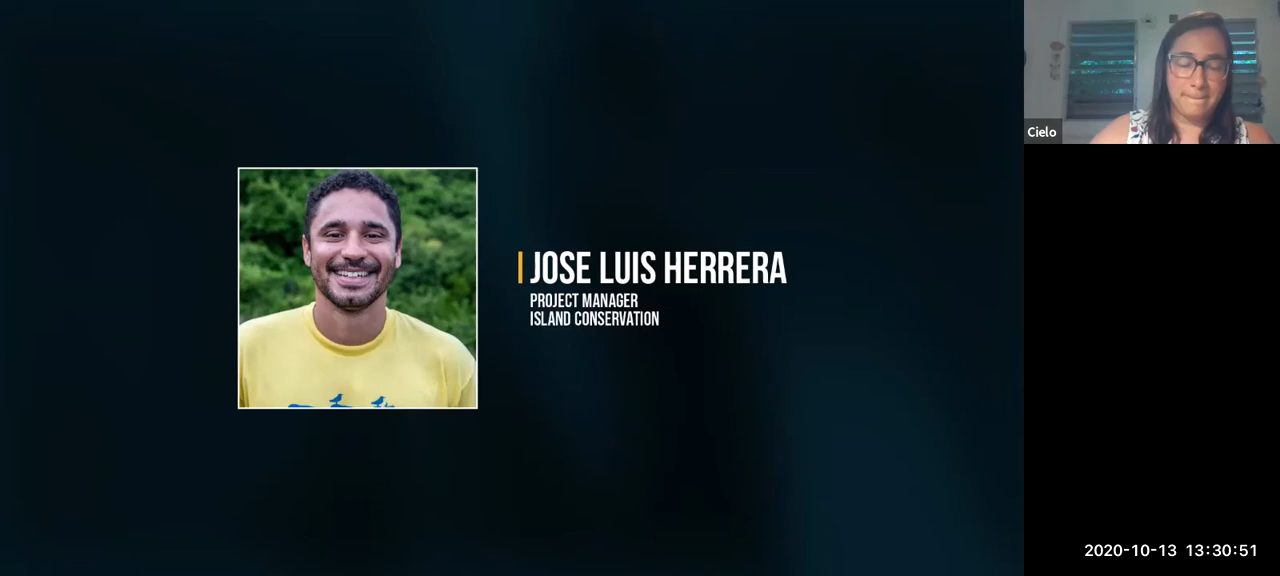 Cielo
JOSE LUIS HERRERA
PROJECT MANAGER
ISLAND CONSERVATION
2020-10-13 13:30:51